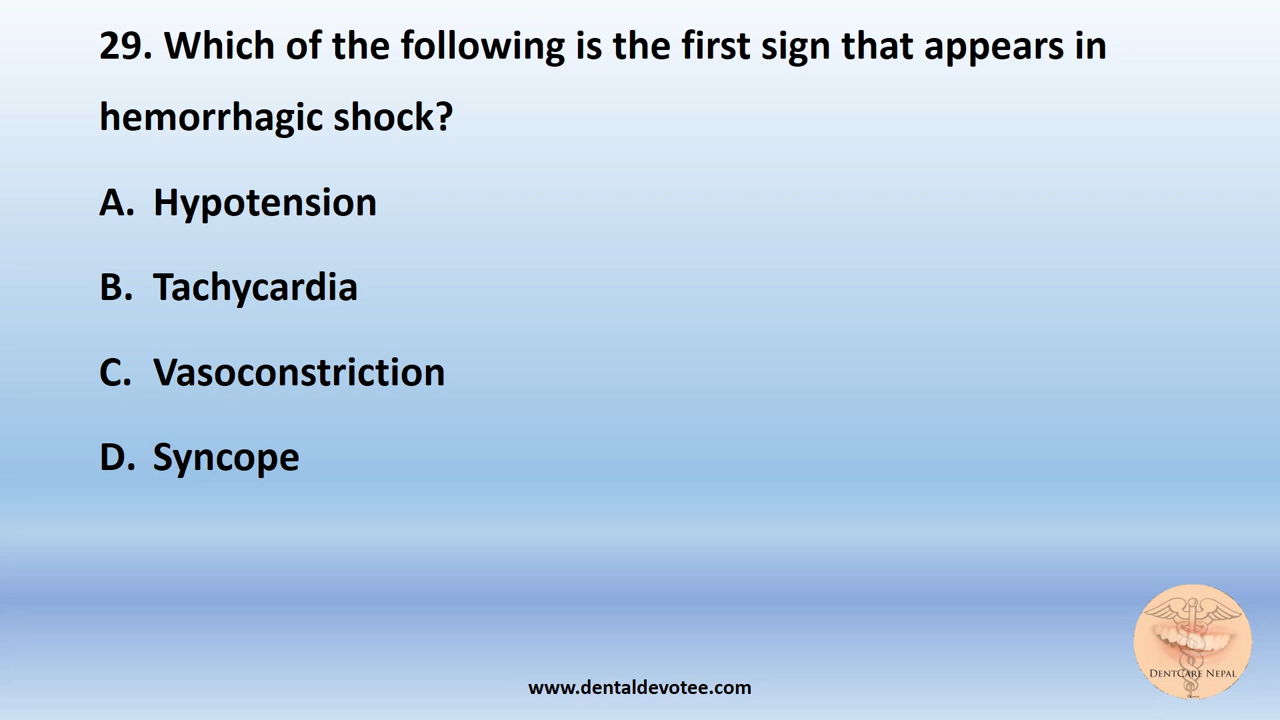 29. Which of the following is the first sign that appears in
hemorrhagic shock?
A. Hypotension
B. Tachycardia
C. Vasoconstriction
D. Syncope
DentCare Nepal
www.dentaldevotee.com